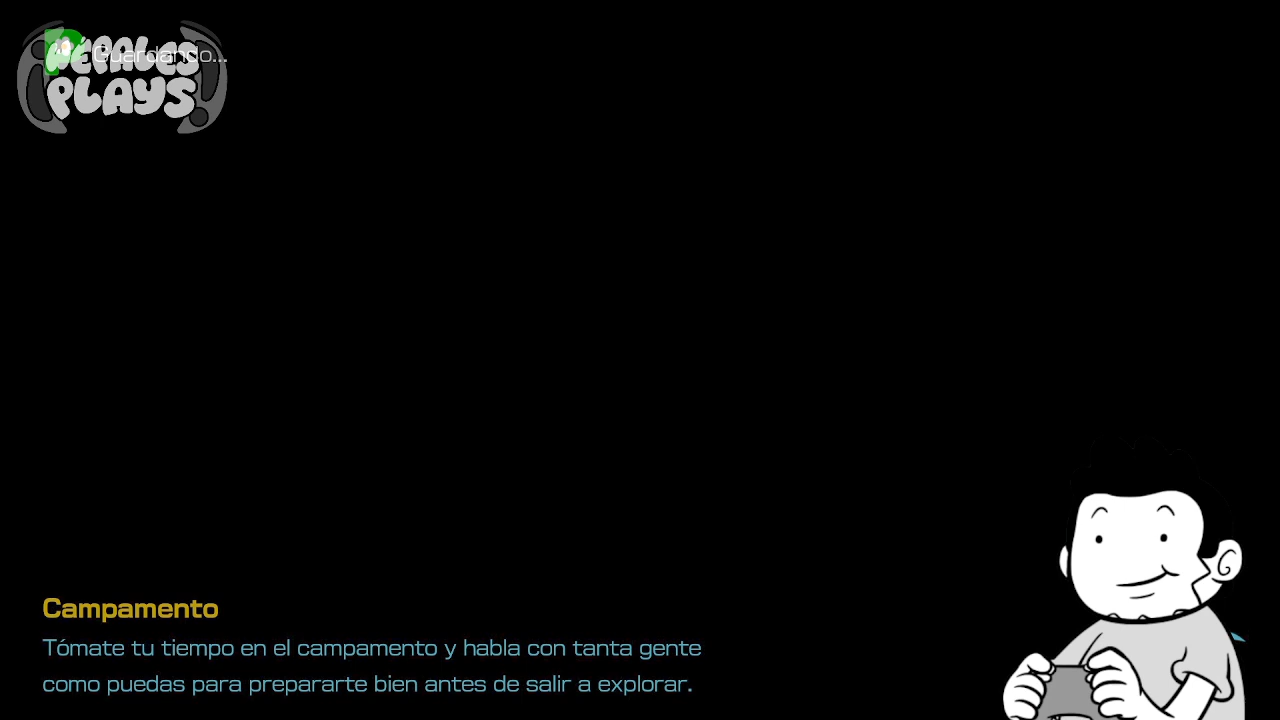 PÉPALES
PLAYS
Guardando...
Campamento
Tómate tu tiempo en el campamento y habla con tanta gente
como puedas para prepararte bien antes de salir a explorar.